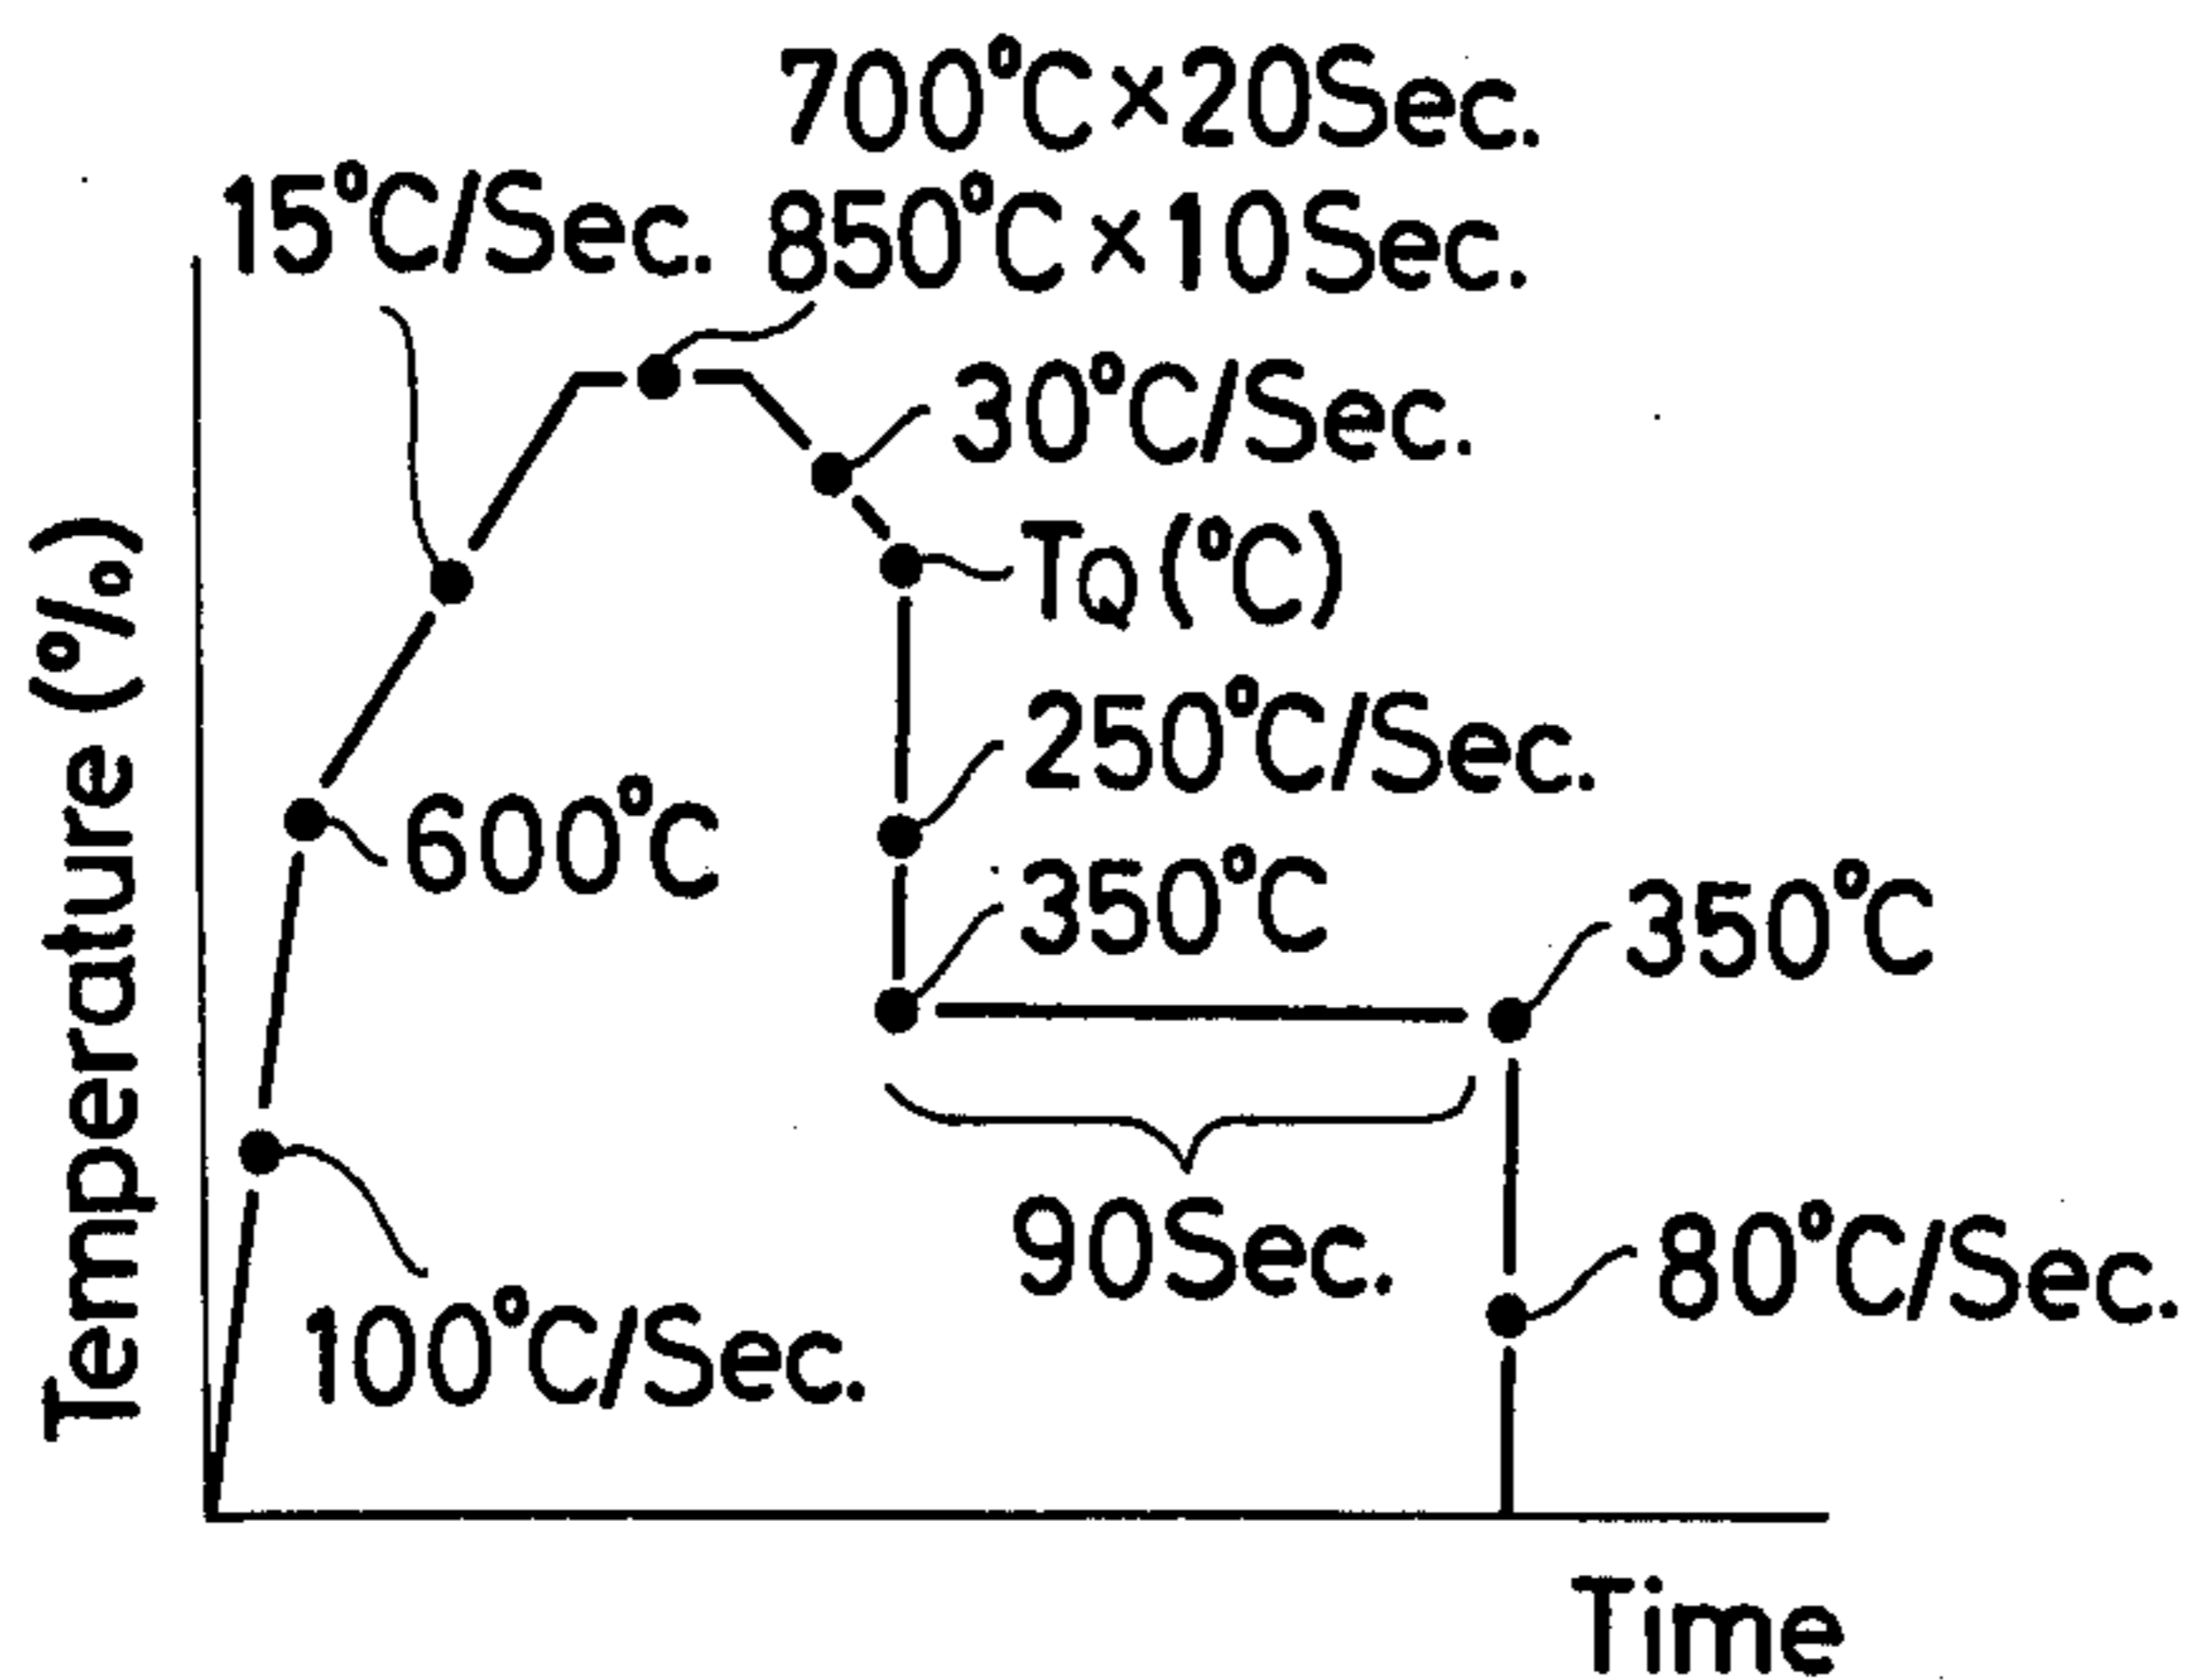 700°C×20Sec.
15°C/Sec.
850°C×10Sec.
30°C/Sec.
TQ (°C)
250°C/Sec.
600°C
350°C
350°C
90Sec.
80°C/Sec.
100°C/Sec.
Temperature (%)
Time